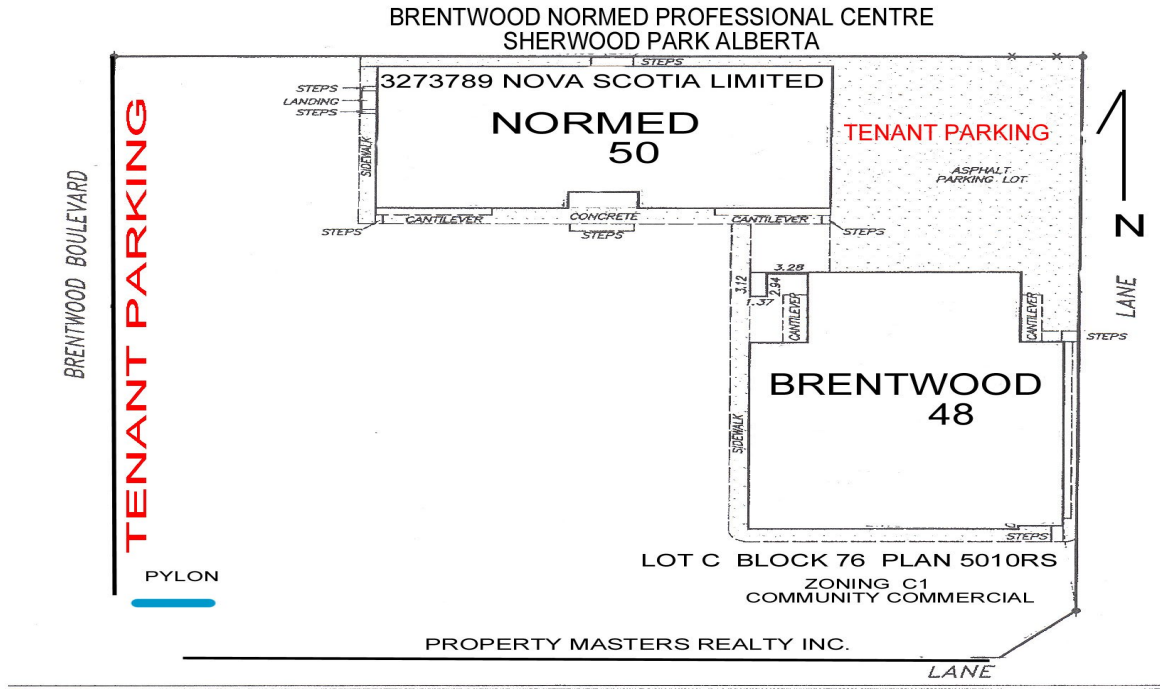 BRENTWOOD NORMED PROFESSIONAL CENTRE
SHERWOOD PARK ALBERTA
STEPS
3273789 NOVA SCOTIA LIMITED
STEPS
LANDING
STEPS
NORMED
50
TENANT PARKING
SIDEWALK
ASPHALT
PARKING LOT
N
LANE
BRENTWOOD BOULEVARD
TENANT PARKING
CANTILEVER
CONCRETE
CANTILEVER
STEPS
STEPS
STEPS
3.28
3.12
2.94
1.37
CANTILEVER
CANTILEVER
STEPS
BRENTWOOD
48
SIDEWALK
STEPS
LOT C BLOCK 76 PLAN 5010RS
PYLON
ZONING C1
COMMUNITY COMMERCIAL
PROPERTY MASTERS REALTY INC.
LANE